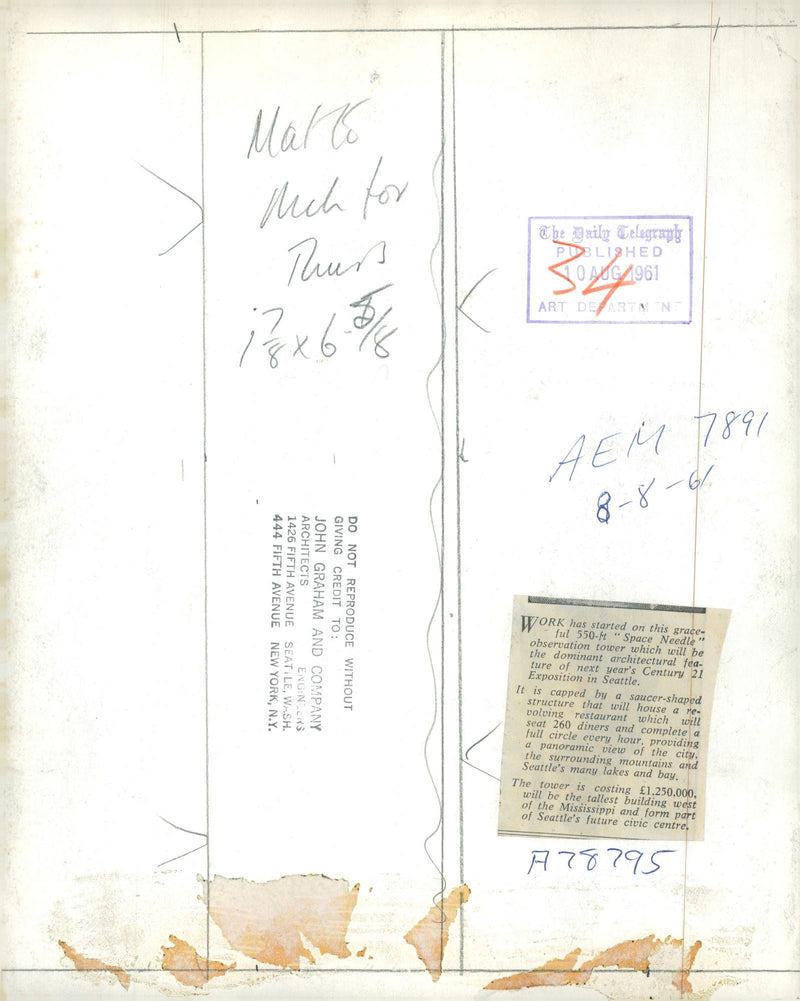 Mat to
for
Thurs
1 7/8 x 6 5/8
The Daily Telegraph
PUBLISHED
10 AUG 1961
34
ART DEPARTMENT
AEM 7891
8-8-61
DO NOT REPRODUCE WITHOUT
GIVING CREDIT TO:
JOHN GRAHAM AND COMPANY
ARCHITECTS ENGINEERS
1426 FIFTH AVENUE SEATTLE, WASH.
444 FIFTH AVENUE NEW YORK, N.Y.
WORK has started on this grace-
ful 550-ft "Space Needle"
observation tower which will be
the dominant architectural fea-
ture of next year's Century 21
Exposition in Seattle.
It is capped by a saucer-shaped
structure that will house a re-
volving restaurant which will
seat 260 diners and complete a
full circle every hour, providing
a panoramic view of the city,
the surrounding mountains and
Seattle's many lakes and bay.
The tower is costing £1,250,000,
will be the tallest building west
of the Mississippi and form part
of Seattle's future civic centre.
A78795